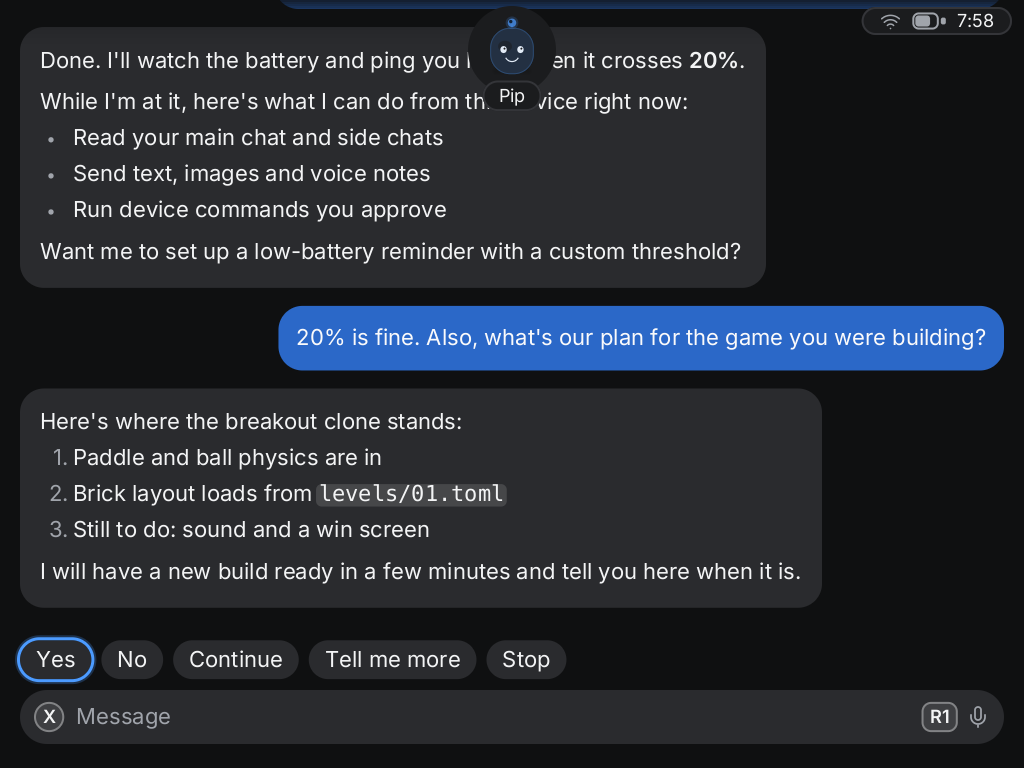 7:58
Done. I'll watch the battery and ping you en it crosses 20%.
Pip
While I'm at it, here's what I can do from vice right now:
• Read your main chat and side chats
• Send text, images and voice notes
• Run device commands you approve
Want me to set up a low-battery reminder with a custom threshold?
20% is fine. Also, what's our plan for the game you were building?
Here's where the breakout clone stands:
1. Paddle and ball physics are in
2. Brick layout loads from levels/01.toml
3. Still to do: sound and a win screen
I will have a new build ready in a few minutes and tell you here when it is.
Yes No Continue Tell me more Stop
X Message R1